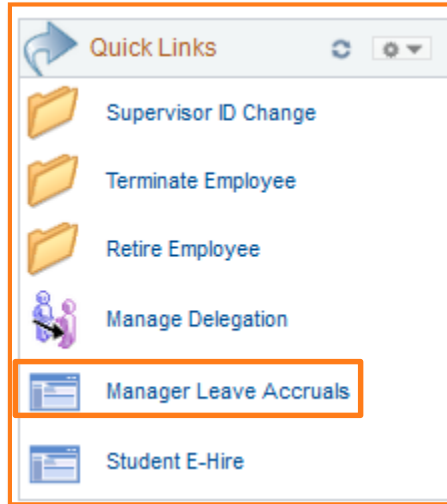 Quick Links
Supervisor ID Change
Terminate Employee
Retire Employee
Manage Delegation
Manager Leave Accruals
Student E-Hire